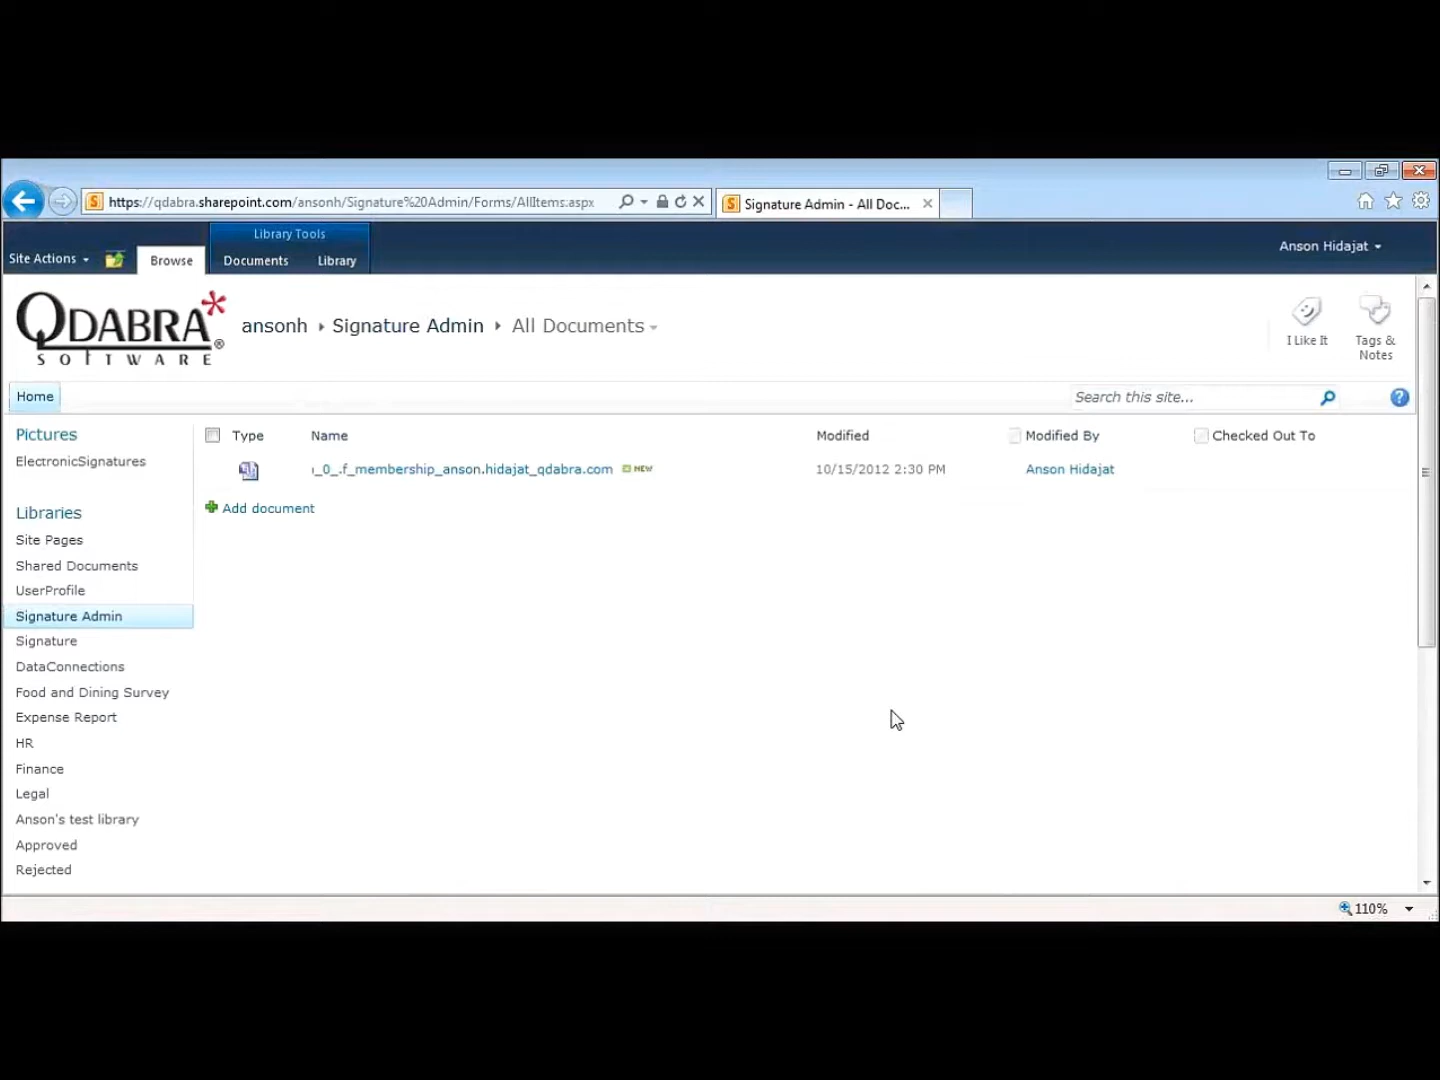 https://qdabra.sharepoint.com/ansonh/Signature%20Admin/Forms/AllItems.aspx
Signature Admin - All Doc...
Library Tools
Site Actions
Browse
Documents
Library
Anson Hidajat
QDABRA*
SOFTWARE®
ansonh
Signature Admin
All Documents
I Like It
Tags & Notes
Home
Search this site...
Pictures
ElectronicSignatures
Libraries
Site Pages
Shared Documents
UserProfile
Signature Admin
Signature
DataConnections
Food and Dining Survey
Expense Report
HR
Finance
Legal
Anson's test library
Approved
Rejected
Type Name Modified Modified By Checked Out To
_0_.f_membership_anson.hidajat_qdabra.com NEW 10/15/2012 2:30 PM Anson Hidajat
Add document
110%